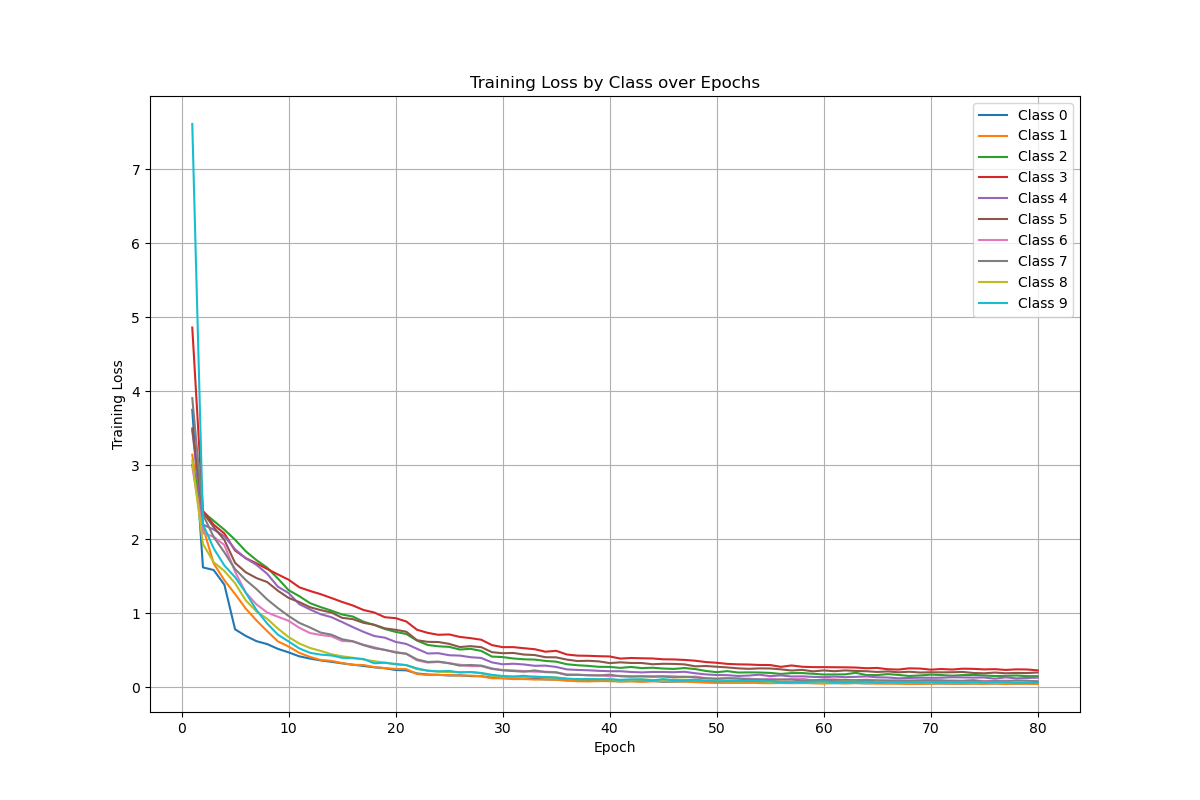 Training Loss by Class over Epochs
Class 0
Class 1
Class 2
Class 3
Class 4
Class 5
Class 6
Class 7
Class 8
Class 9
7
6
5
4
3
2
1
0
Training Loss
0 10 20 30 40 50 60 70 80
Epoch